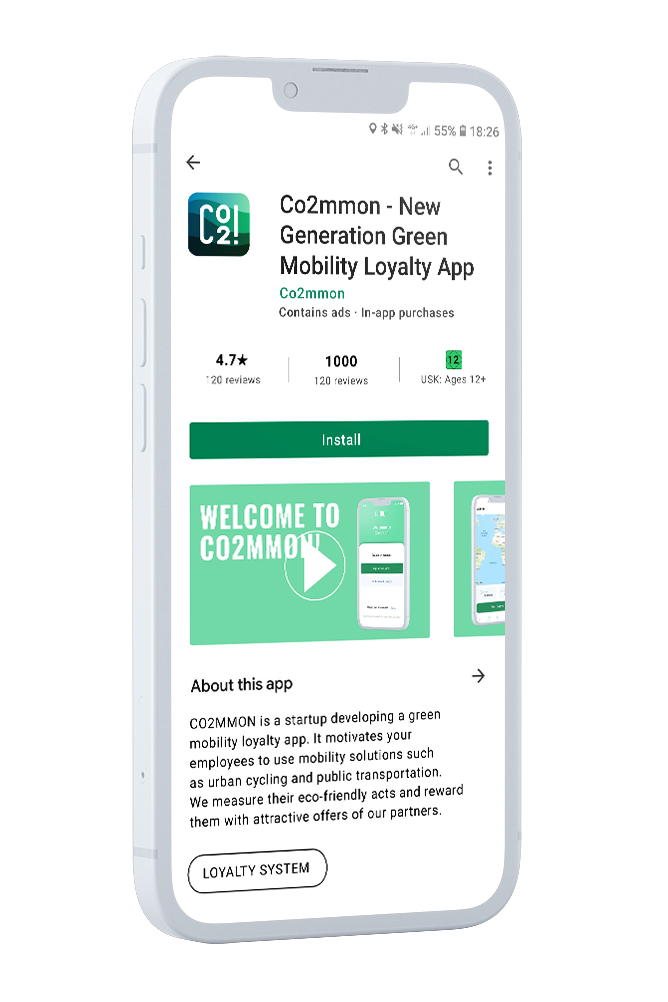 55% 18:26
CO2!
Co2mmon - New
Generation Green
Mobility Loyalty App
Co2mmon
Contains ads · In-app purchases
4.7★ 1000 12
120 reviews 120 reviews USK: Ages 12+
Install
WELCOME TO
CO2MMON!
About this app
CO2MMON is a startup developing a green
mobility loyalty app. It motivates your
employees to use mobility solutions such
as urban cycling and public transportation.
We measure their eco-friendly acts and reward
them with attractive offers of our partners.
LOYALTY SYSTEM